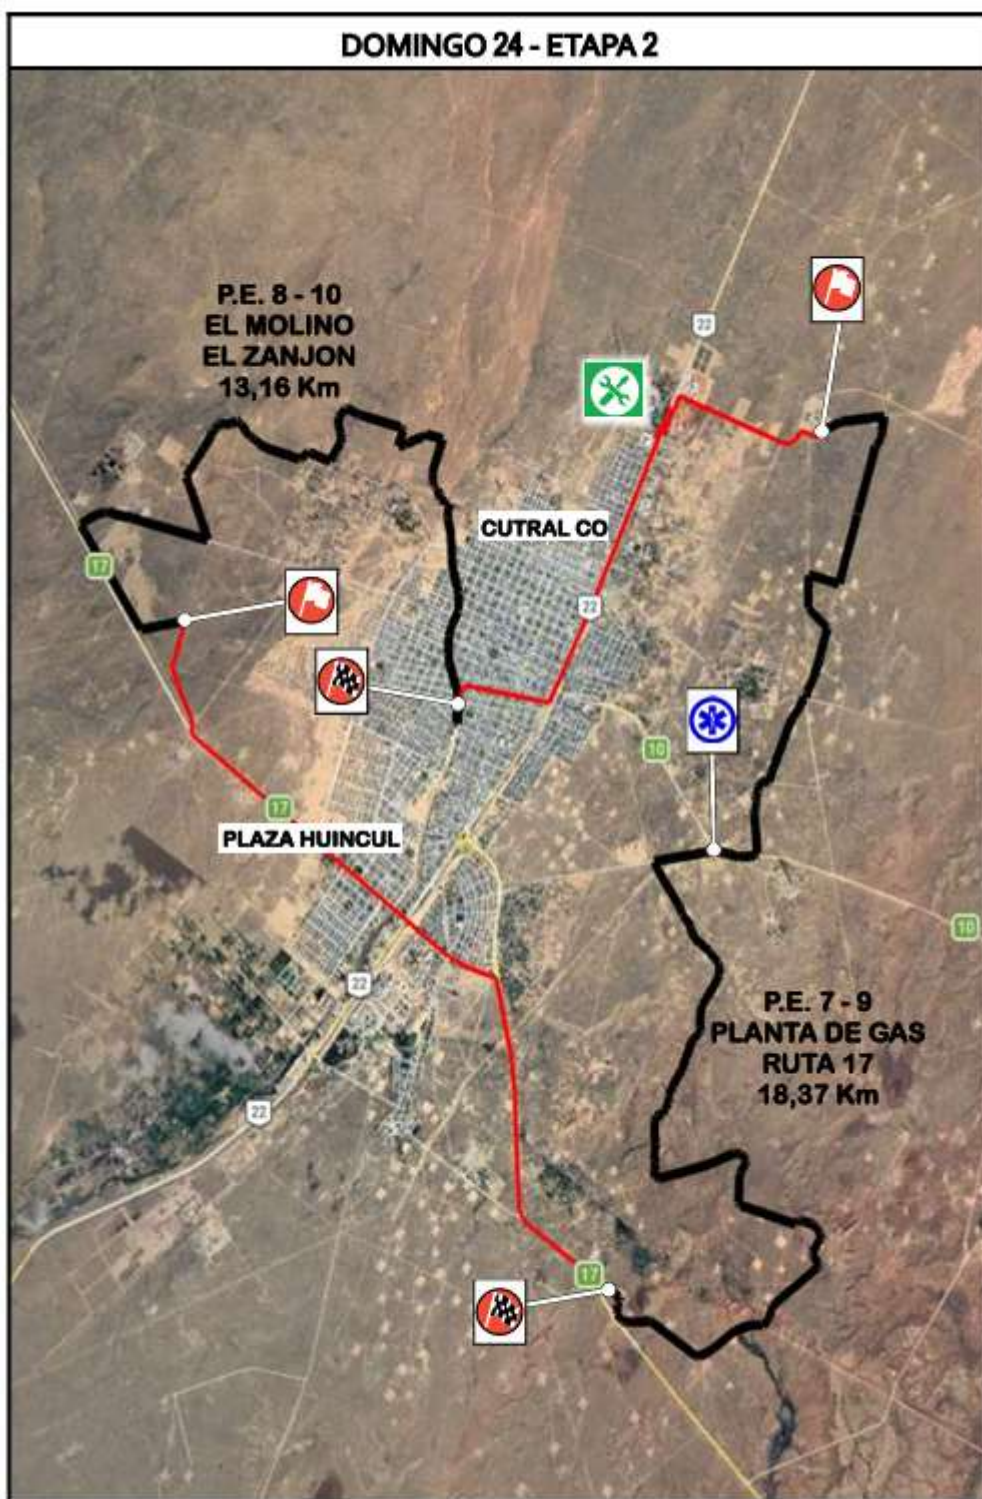 DOMINGO 24 - ETAPA 2
22
P.E. 8 - 10
EL MOLINO
EL ZANJON
13,16 Km
CUTRAL CO
17
22
10
17
PLAZA HUINCUL
10
22
P.E. 7 - 9
PLANTA DE GAS
RUTA 17
18,37 Km
22
17